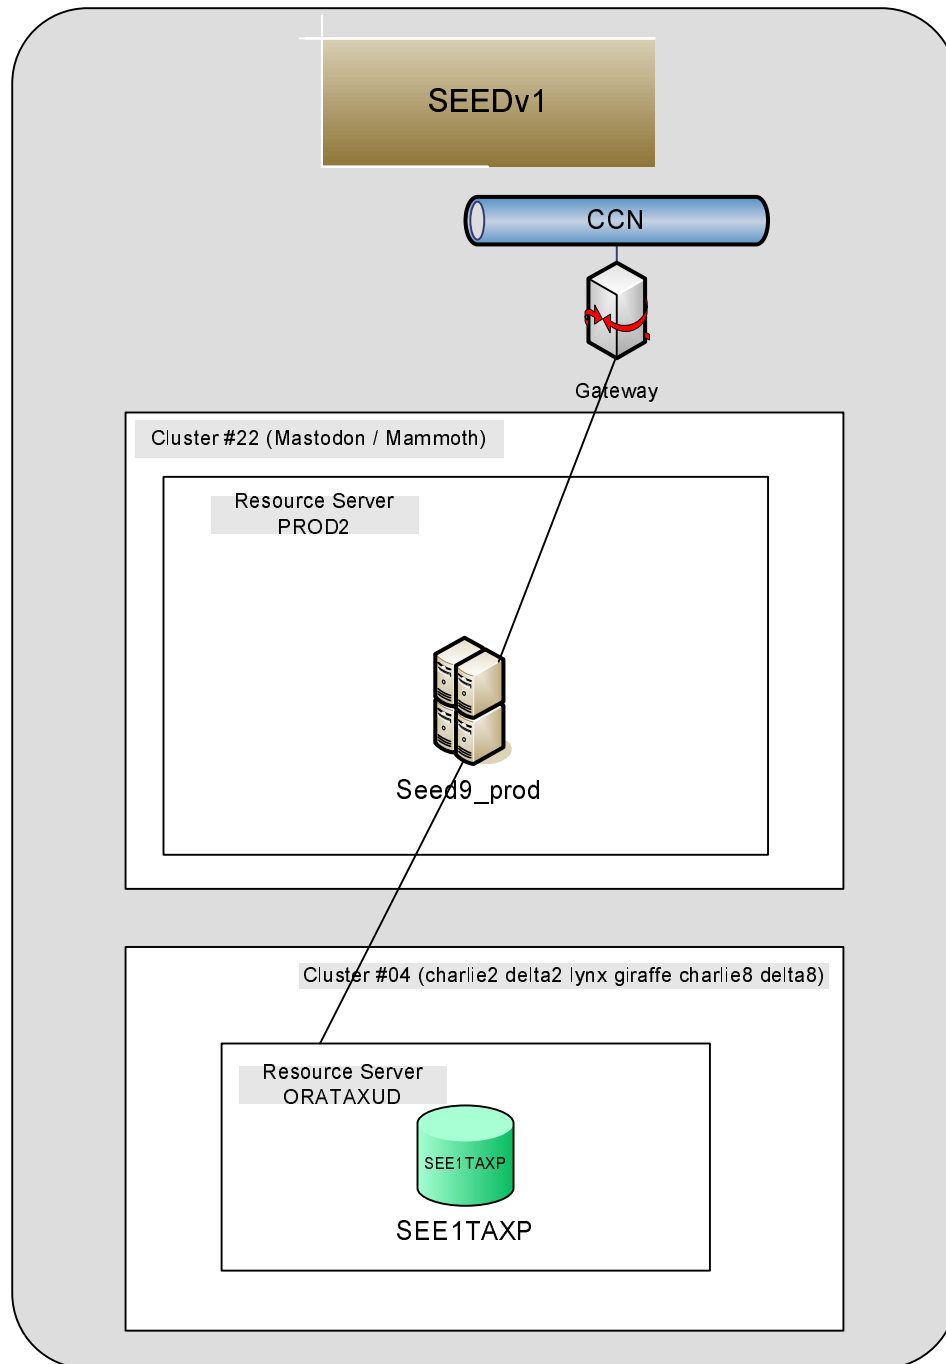 SEEDv1
CCN
Gateway
Cluster #22 (Mastodon / Mammoth)
Resource Server
PROD2
Seed9_prod
Cluster #04 (charlie2 delta2 lynx giraffe charlie8 delta8)
Resource Server
ORATAXUD
SEE1TAXP
SEE1TAXP